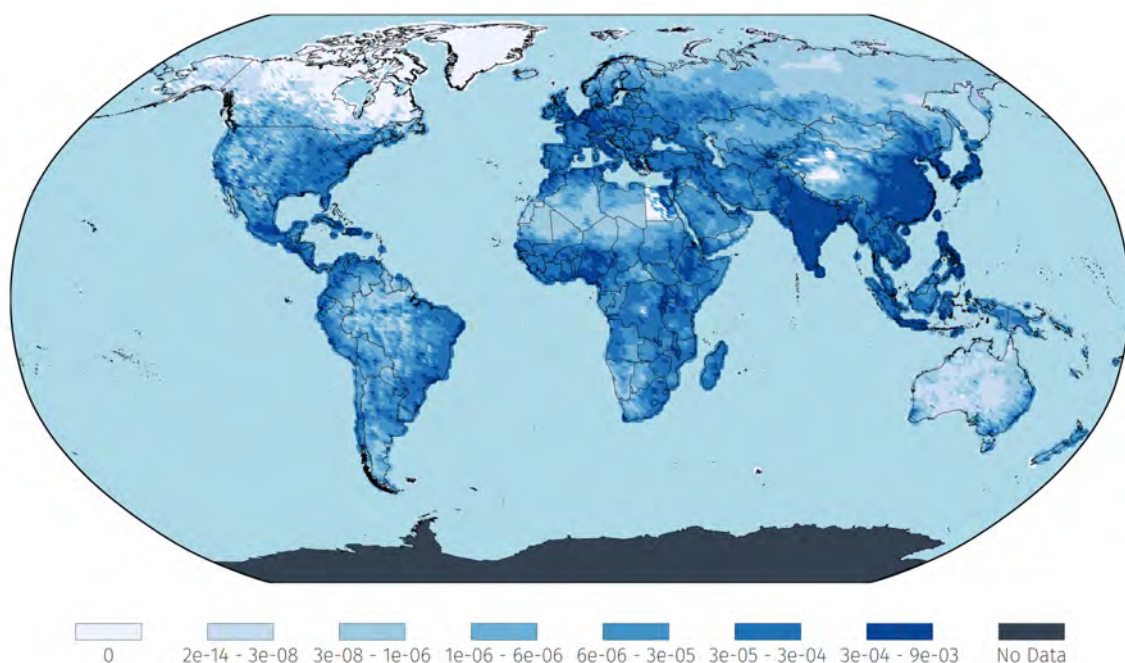 0
2e-14 - 3e-08
3e-08 - 1e-06
1e-06 - 6e-06
6e-06 - 3e-05
3e-05 - 3e-04
3e-04 - 9e-03
No Data